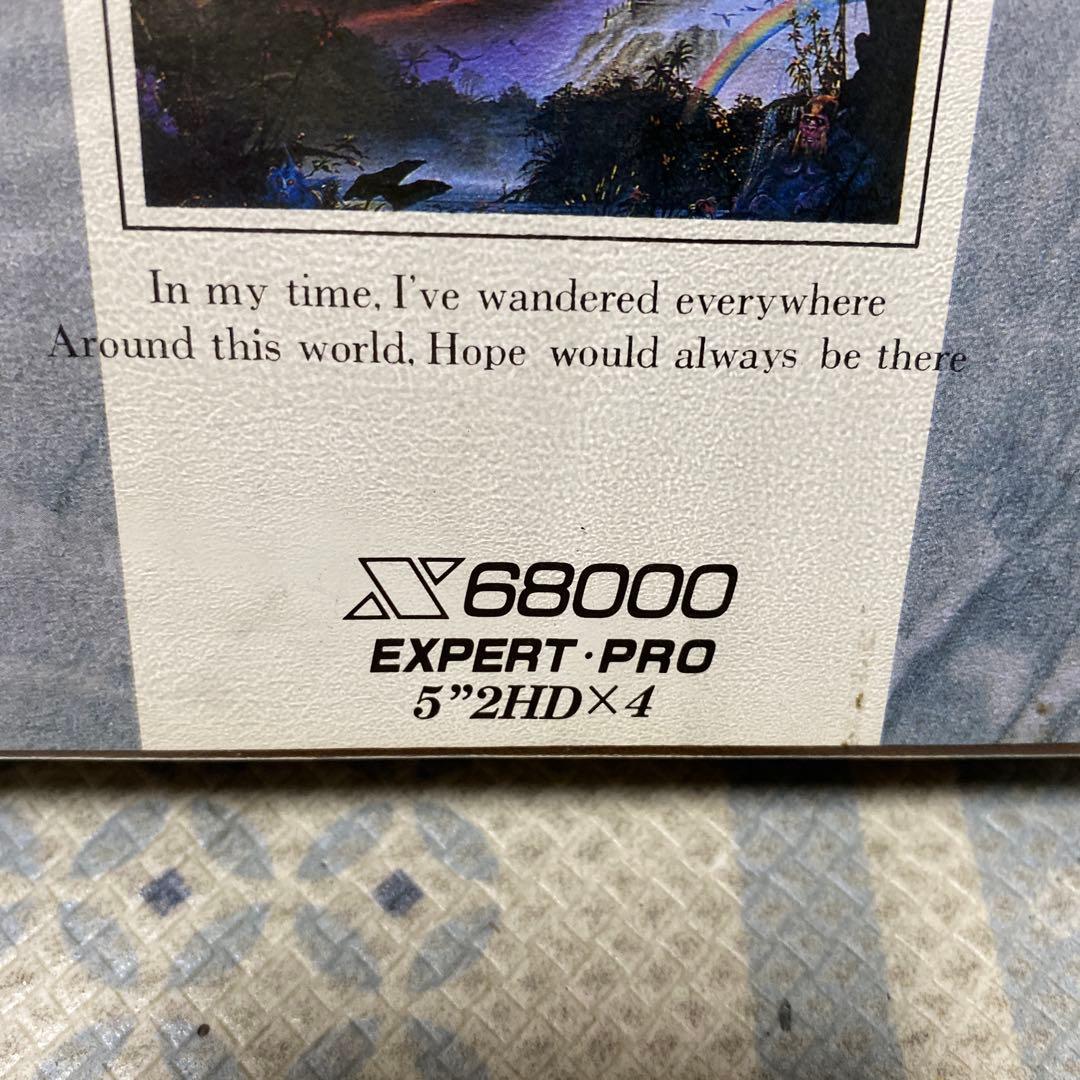 In my time, I've wandered everywhere
Around this world, Hope would always be there
X68000
EXPERT・PRO
5”2HD×4